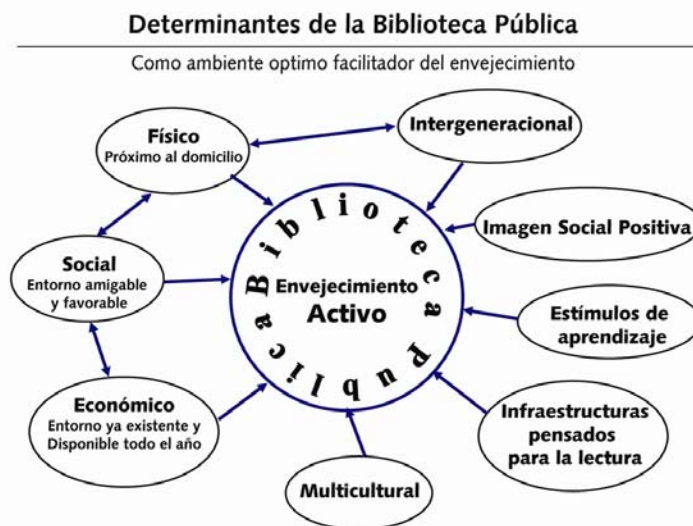 Determinantes de la Biblioteca Pública
Como ambiente optimo facilitador del envejecimiento
Físico
Próximo al domicilio
Intergeneracional
Imagen Social Positiva
Social
Entorno amigable
y favorable
Biblioteca Publica
Envejecimiento
Activo
Estímulos de
aprendizaje
Económico
Entorno ya existente y
Disponible todo el año
Infraestructuras
pensados
para la lectura
Multicultural